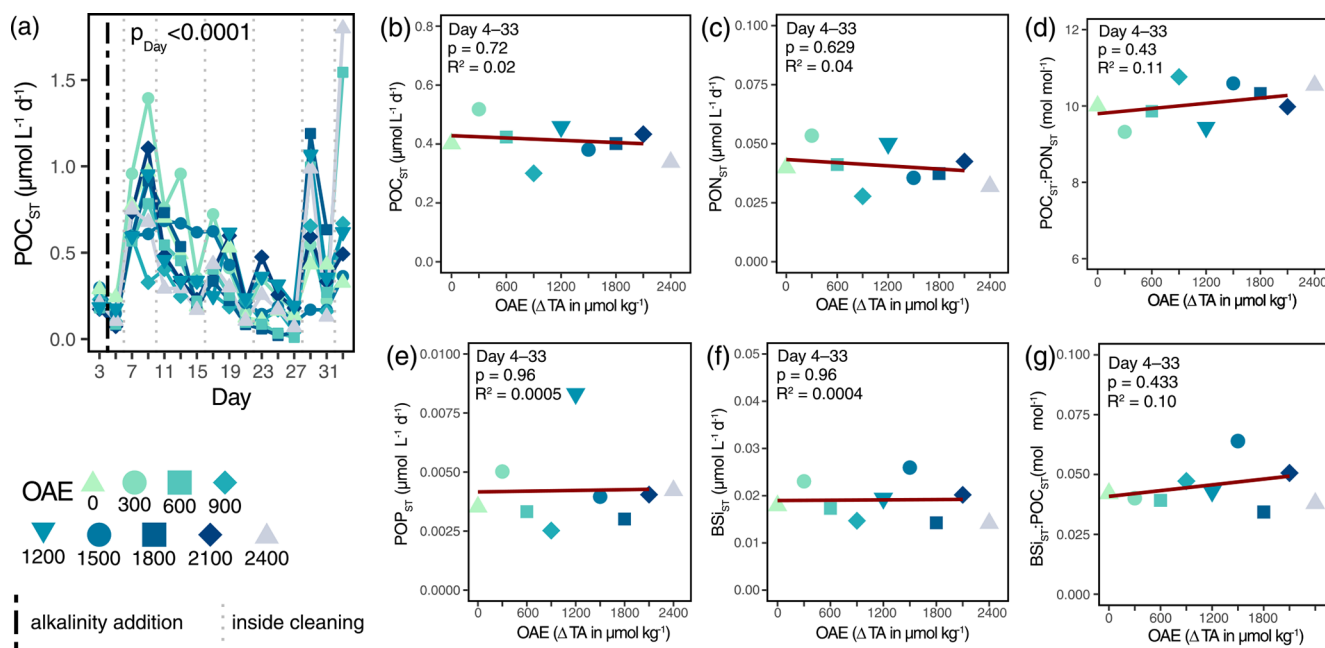 (a)
p_Day <0.0001
POC_ST (µmol L⁻¹ d⁻¹)
1.5
1.0
0.5
0.0
3 7 11 15 19 23 27 31
Day
OAE
0 300 600 900
1200 1500 1800 2100 2400
alkalinity addition
inside cleaning
(b)
Day 4–33
p = 0.72
R² = 0.02
POC_ST (µmol L⁻¹ d⁻¹)
0.8
0.6
0.4
0.2
0.0
0 600 1200 1800 2400
OAE (Δ TA in µmol kg⁻¹)
(c)
Day 4–33
p = 0.629
R² = 0.04
PON_ST (µmol L⁻¹ d⁻¹)
0.100
0.075
0.050
0.025
0.000
0 600 1200 1800 2400
OAE (Δ TA in µmol kg⁻¹)
(d)
Day 4–33
p = 0.43
R² = 0.11
POC_ST:PON_ST (mol mol⁻¹)
14
12
10
8
6
0 600 1200 1800 2400
OAE (Δ TA in µmol kg⁻¹)
(e)
Day 4–33
p = 0.96
R² = 0.0005
POP_ST (µmol L⁻¹ d⁻¹)
0.0100
0.0075
0.0050
0.0025
0.0000
0 600 1200 1800 2400
OAE (Δ TA in µmol kg⁻¹)
(f)
Day 4–33
p = 0.96
R² = 0.0004
BSi_ST (µmol L⁻¹ d⁻¹)
0.05
0.04
0.03
0.02
0.01
0.00
0 600 1200 1800 2400
OAE (Δ TA in µmol kg⁻¹)
(g)
Day 4–33
p = 0.433
R² = 0.10
BSi_ST:POC_ST (mol mol⁻¹)
0.100
0.075
0.050
0.025
0.000
0 600 1200 1800
OAE (Δ TA in µmol kg⁻¹)